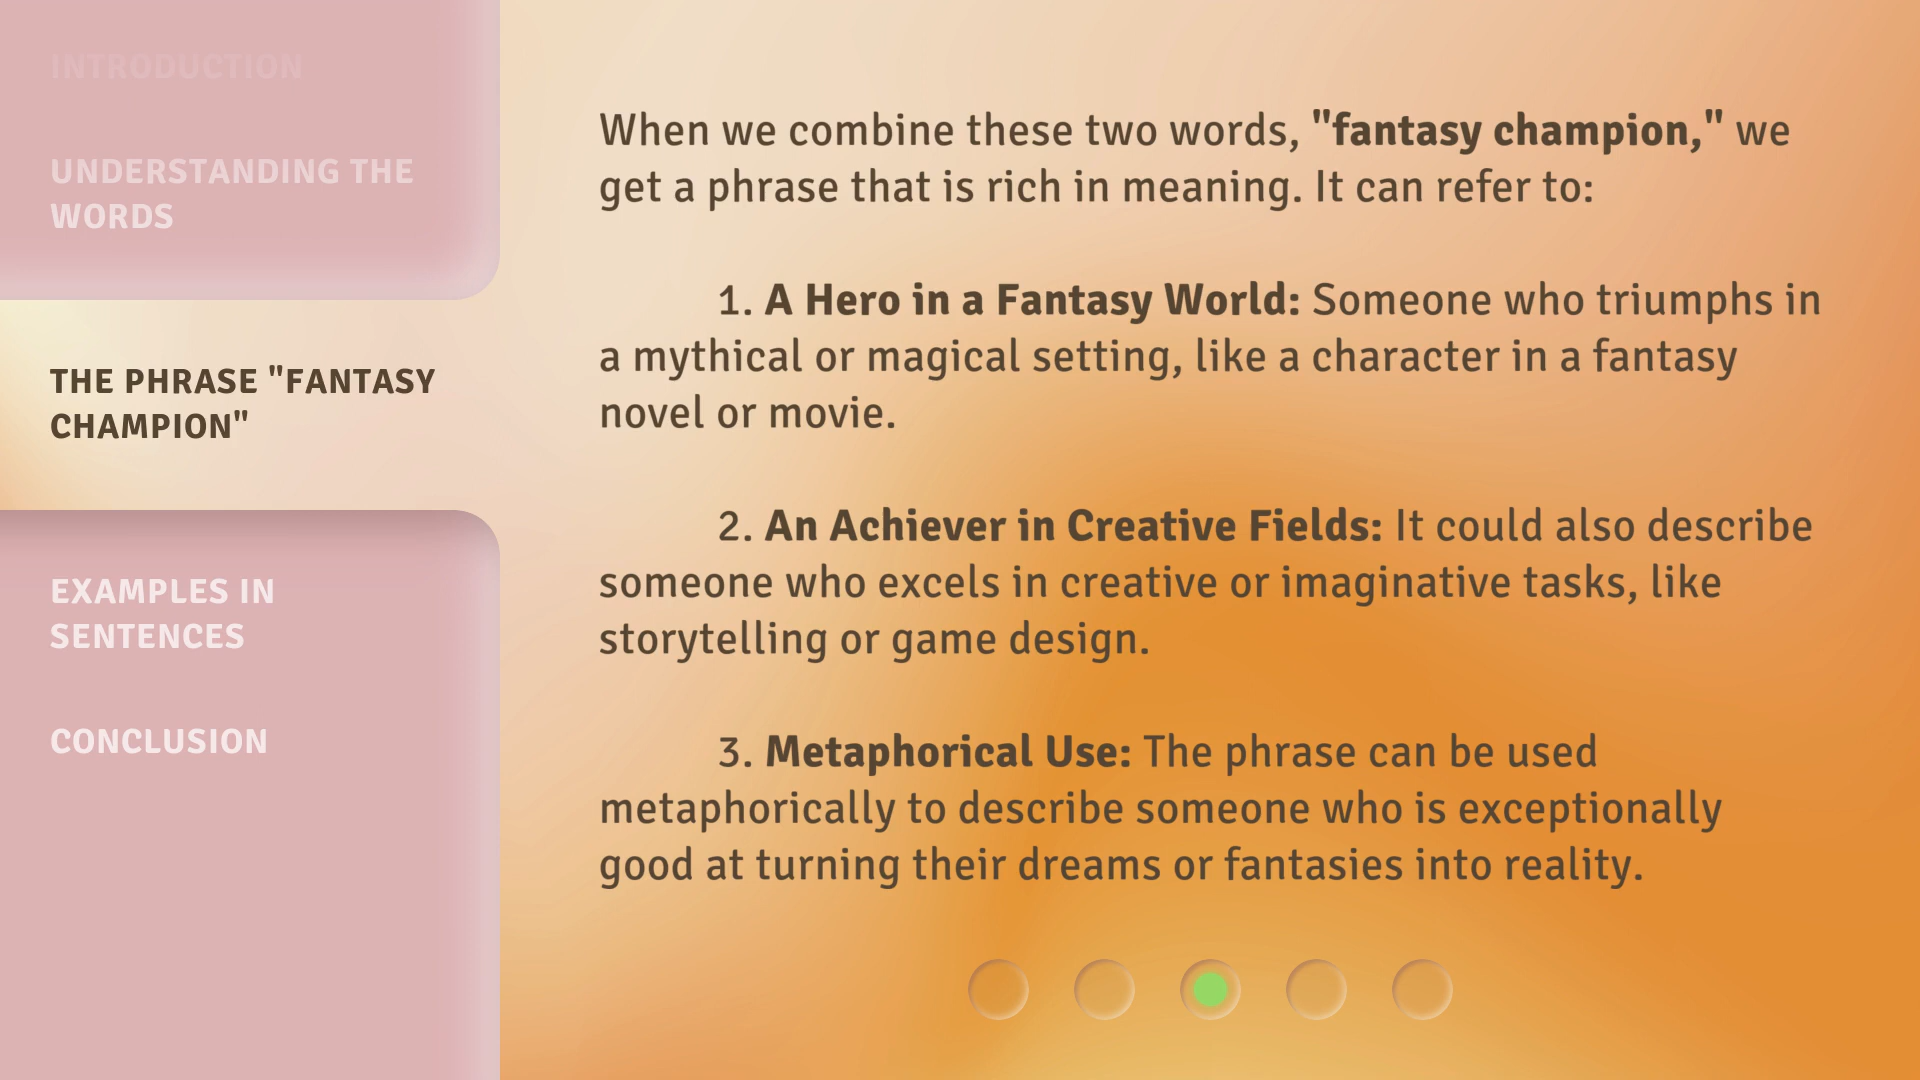 INTRODUCTION
UNDERSTANDING THE
WORDS
THE PHRASE "FANTASY
CHAMPION"
EXAMPLES IN
SENTENCES
CONCLUSION
When we combine these two words, "fantasy champion," we
get a phrase that is rich in meaning. It can refer to:
1. A Hero in a Fantasy World: Someone who triumphs in
a mythical or magical setting, like a character in a fantasy
novel or movie.
2. An Achiever in Creative Fields: It could also describe
someone who excels in creative or imaginative tasks, like
storytelling or game design.
3. Metaphorical Use: The phrase can be used
metaphorically to describe someone who is exceptionally
good at turning their dreams or fantasies into reality.